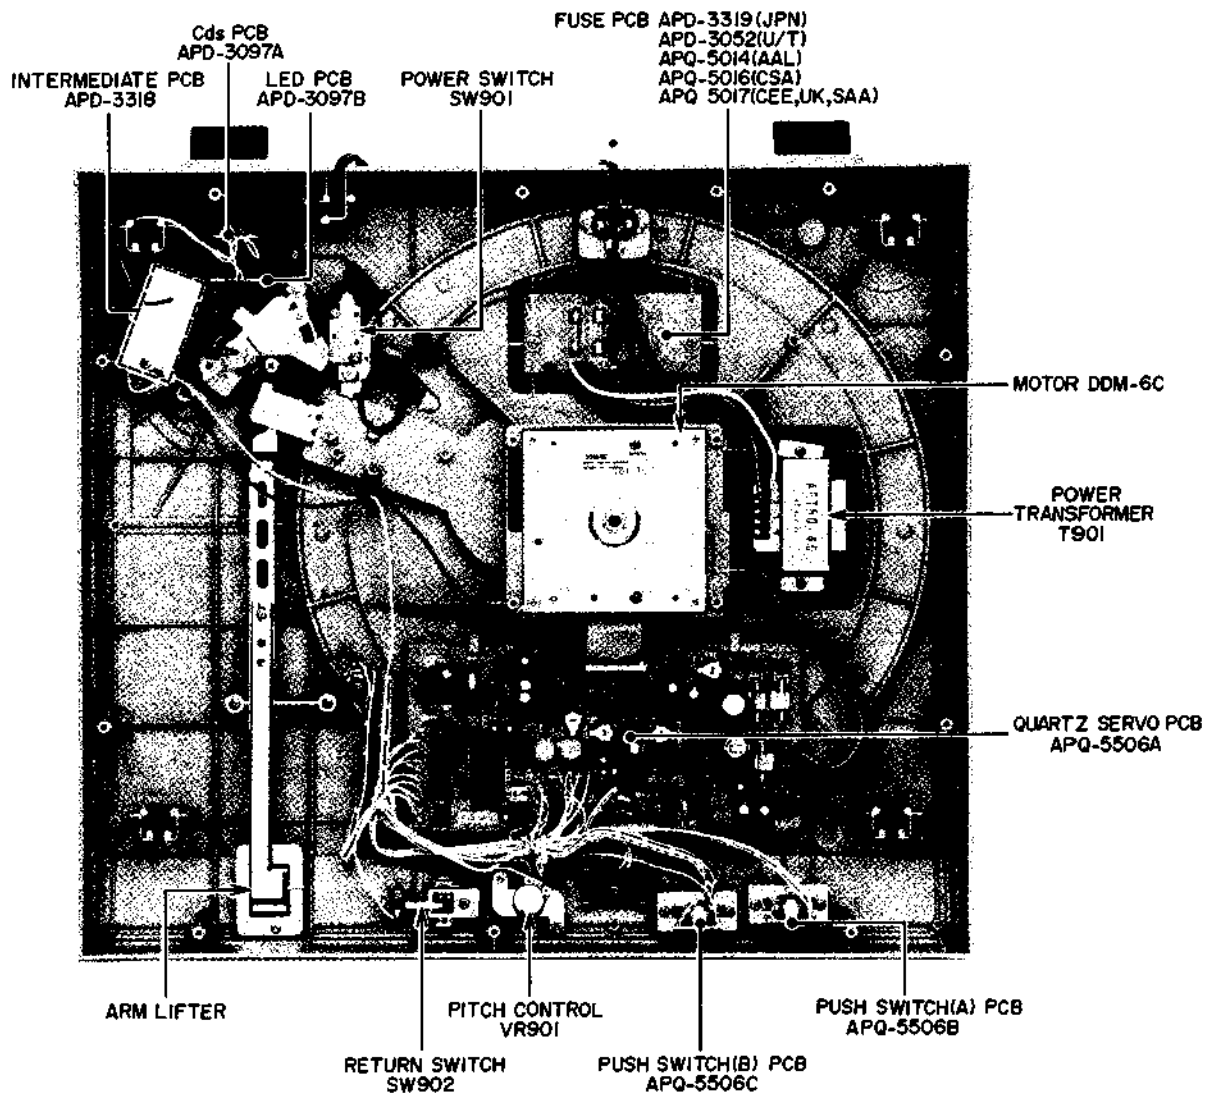 FUSE PCB APD-3319(JPN)
APD-3052(U/T)
APQ-5014(AAL)
APQ-5016(CSA)
APQ 5017(CEE,UK,SAA)
Cds PCB
APD-3097A
INTERMEDIATE PCB
APD-3318
LED PCB
APD-3097B
POWER SWITCH
SW901
MOTOR DDM-6C
POWER
TRANSFORMER
T901
QUARTZ SERVO PCB
APQ-5506A
ARM LIFTER
PITCH CONTROL
VR901
PUSH SWITCH(A) PCB
APQ-5506B
RETURN SWITCH
SW902
PUSH SWITCH(B) PCB
APQ-5506C